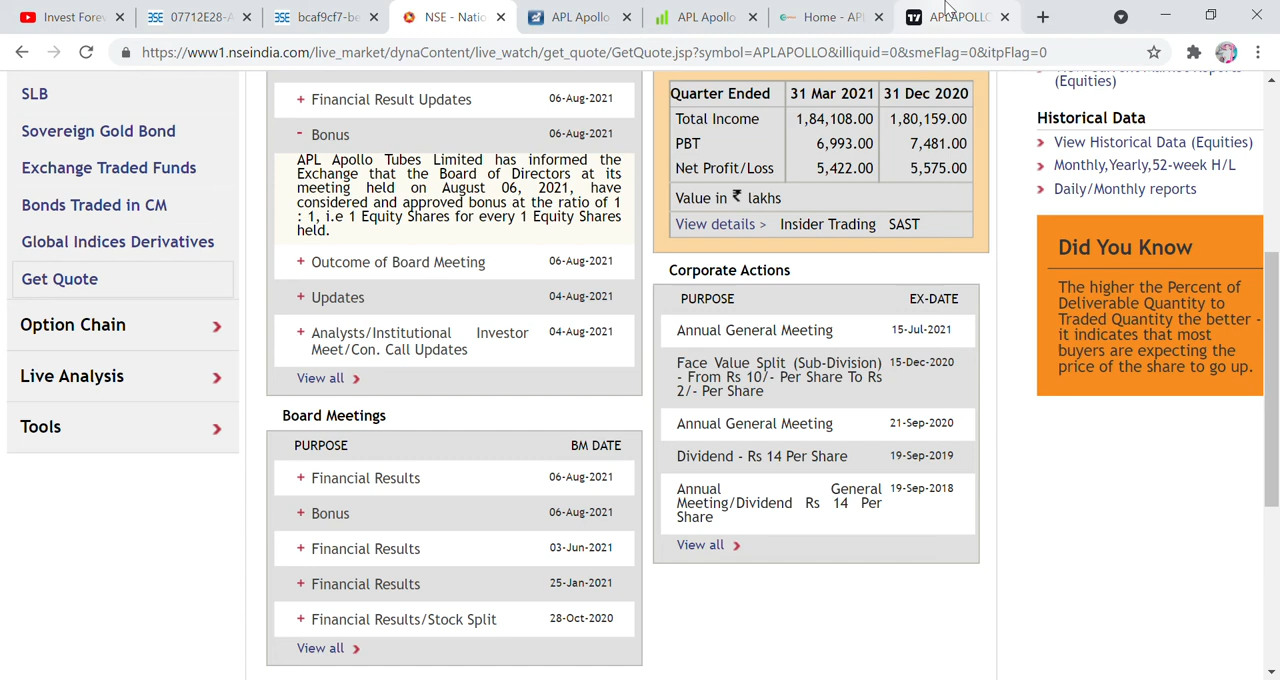 Invest Forev
07712E28-A
bcaf9cf7-be
NSE - Natio
APL Apollo
APL Apollo
Home - APL
APLAPOLLO
https://www1.nseindia.com/live_market/dynaContent/live_watch/get_quote/GetQuote.jsp?symbol=APLAPOLLO&illiquid=0&smeFlag=0&itpFlag=0
SLB
Sovereign Gold Bond
Exchange Traded Funds
Bonds Traded in CM
Global Indices Derivatives
Get Quote
Option Chain
Live Analysis
Tools
+ Financial Result Updates 06-Aug-2021
- Bonus 06-Aug-2021
APL Apollo Tubes Limited has informed the
Exchange that the Board of Directors at its
meeting held on August 06, 2021, have
considered and approved bonus at the ratio of 1
: 1, i.e 1 Equity Shares for every 1 Equity Shares
held.
+ Outcome of Board Meeting 06-Aug-2021
+ Updates 04-Aug-2021
+ Analysts/Institutional Investor 04-Aug-2021
Meet/Con. Call Updates
View all
Board Meetings
PURPOSE BM DATE
+ Financial Results 06-Aug-2021
+ Bonus 06-Aug-2021
+ Financial Results 03-Jun-2021
+ Financial Results 25-Jan-2021
+ Financial Results/Stock Split 28-Oct-2020
View all
Quarter Ended 31 Mar 2021 31 Dec 2020
Total Income 1,84,108.00 1,80,159.00
PBT 6,993.00 7,481.00
Net Profit/Loss 5,422.00 5,575.00
Value in ₹ lakhs
View details > Insider Trading SAST
Corporate Actions
PURPOSE EX-DATE
Annual General Meeting 15-Jul-2021
Face Value Split (Sub-Division) 15-Dec-2020
- From Rs 10/- Per Share To Rs
2/- Per Share
Annual General Meeting 21-Sep-2020
Dividend - Rs 14 Per Share 19-Sep-2019
Annual General 19-Sep-2018
Meeting/Dividend Rs 14 Per
Share
View all
(Equities)
Historical Data
View Historical Data (Equities)
Monthly,Yearly,52-week H/L
Daily/Monthly reports
Did You Know
The higher the Percent of
Deliverable Quantity to
Traded Quantity the better -
it indicates that most
buyers are expecting the
price of the share to go up.